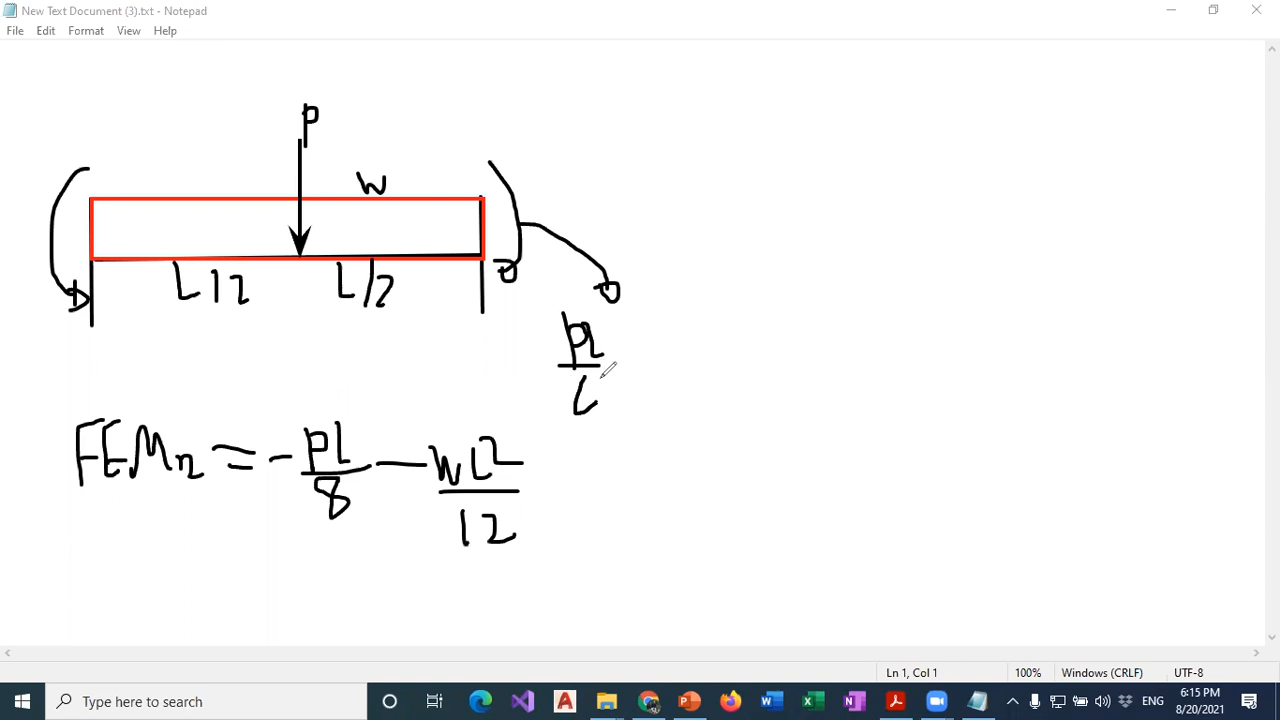 New Text Document (3).txt - Notepad
File Edit Format View Help
P
w
L/2 L/2
PL
FEM = - PL/8 - wL²/12
Ln 1, Col 1 100% Windows (CRLF) UTF-8
Type here to search
ENG 6:15 PM
8/20/2021